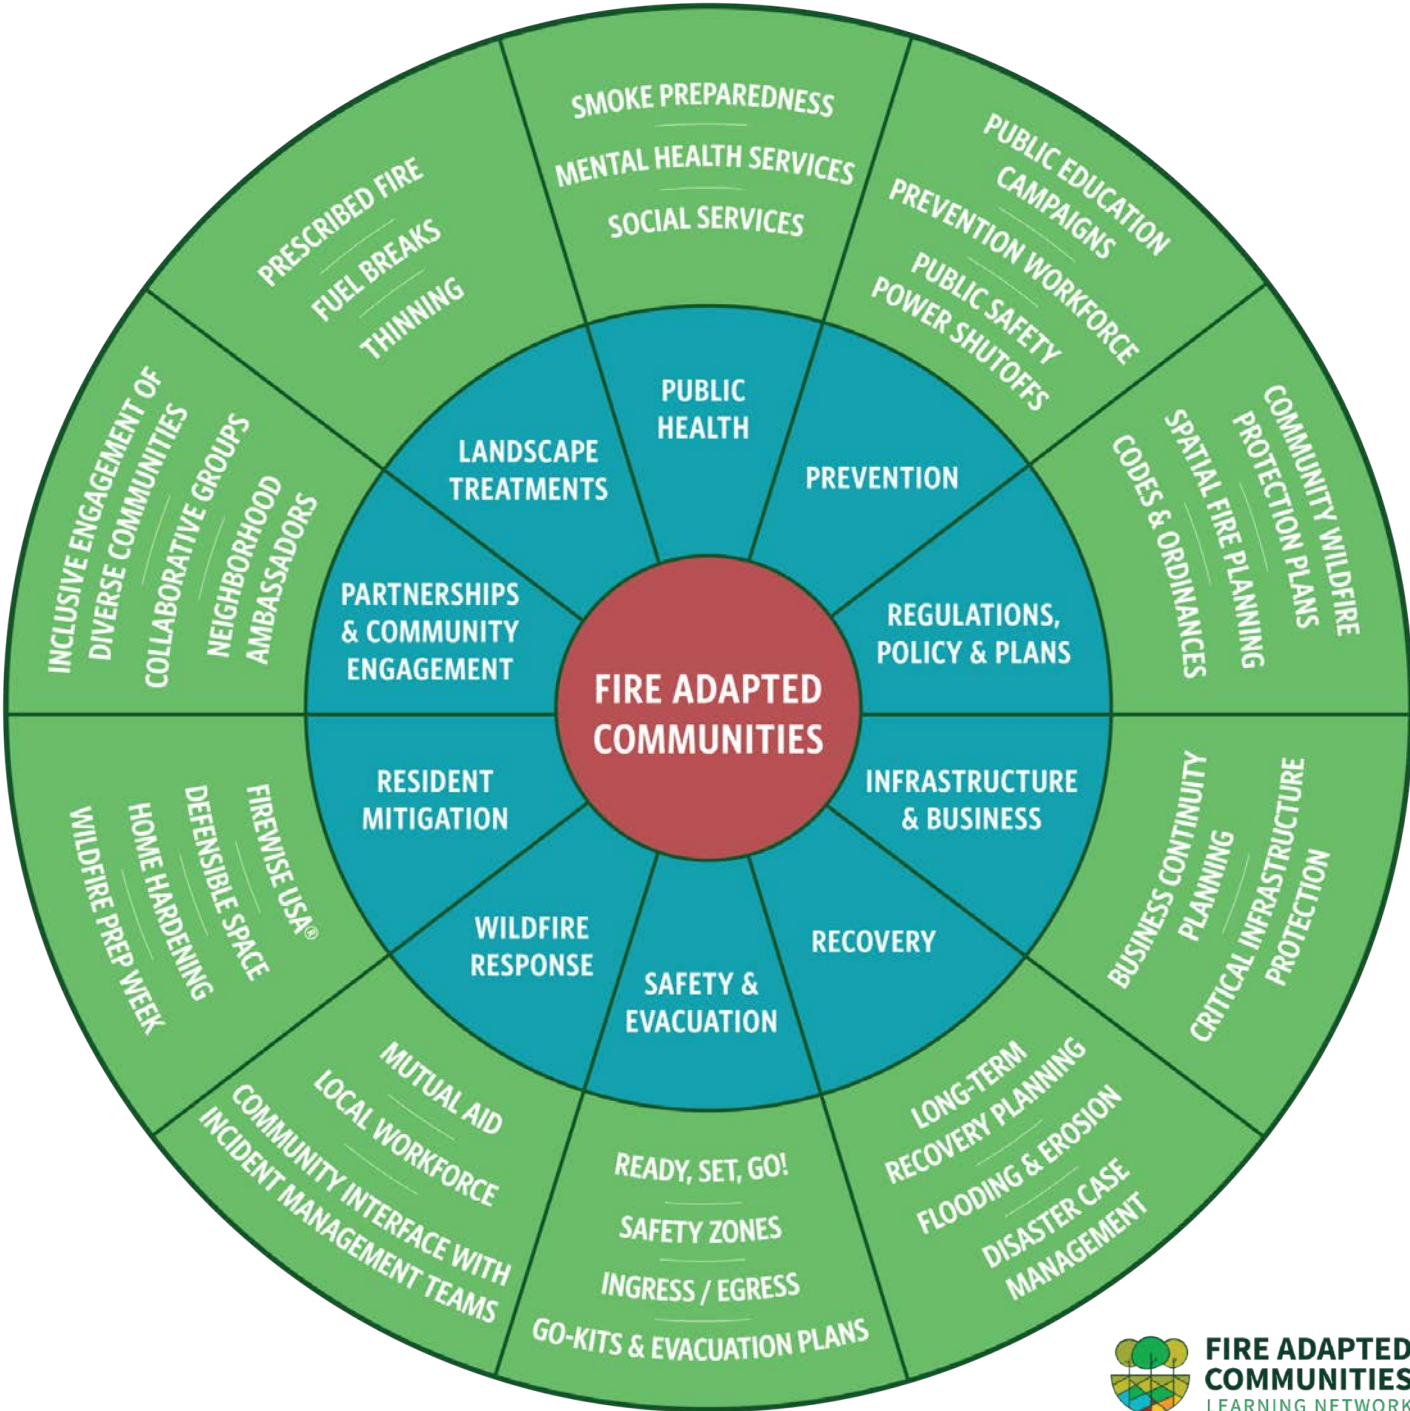 SMOKE PREPAREDNESS
MENTAL HEALTH SERVICES
SOCIAL SERVICES
PUBLIC
HEALTH
PUBLIC EDUCATION
CAMPAIGNS
PREVENTION WORKFORCE
PUBLIC SAFETY
POWER SHUTOFFS
PREVENTION
COMMUNITY WILDFIRE
PROTECTION PLANS
SPATIAL FIRE PLANNING
CODES & ORDINANCES
REGULATIONS,
POLICY & PLANS
BUSINESS CONTINUITY
PLANNING
CRITICAL INFRASTRUCTURE
PROTECTION
INFRASTRUCTURE
& BUSINESS
LONG-TERM
RECOVERY PLANNING
FLOODING & EROSION
DISASTER CASE
MANAGEMENT
RECOVERY
READY, SET, GO!
SAFETY ZONES
INGRESS / EGRESS
GO-KITS & EVACUATION PLANS
SAFETY &
EVACUATION
MUTUAL AID
LOCAL WORKFORCE
COMMUNITY INTERFACE WITH
INCIDENT MANAGEMENT TEAMS
WILDFIRE
RESPONSE
FIREWISE USA®
DEFENSIBLE SPACE
HOME HARDENING
WILDFIRE PREP WEEK
RESIDENT
MITIGATION
INCLUSIVE ENGAGEMENT OF
DIVERSE COMMUNITIES
COLLABORATIVE GROUPS
NEIGHBORHOOD
AMBASSADORS
PARTNERSHIPS
& COMMUNITY
ENGAGEMENT
PRESCRIBED FIRE
FUEL BREAKS
THINNING
LANDSCAPE
TREATMENTS
FIRE ADAPTED
COMMUNITIES
FIRE ADAPTED
COMMUNITIES
LEARNING NETWORK